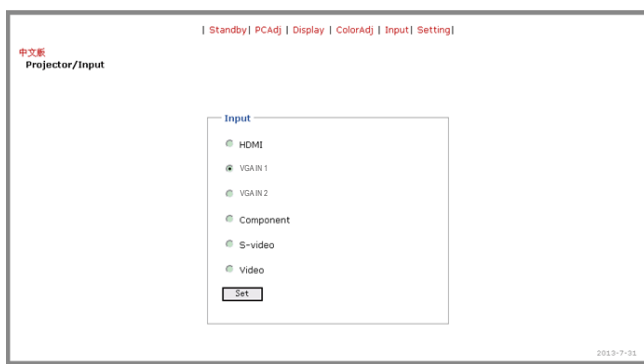 | Standby| PCAdj | Display | ColorAdj | Input| Setting|
中文版
Projector/Input
Input
HDMI
VGA IN 1
VGA IN 2
Component
S-video
Video
Set
2013-7-31